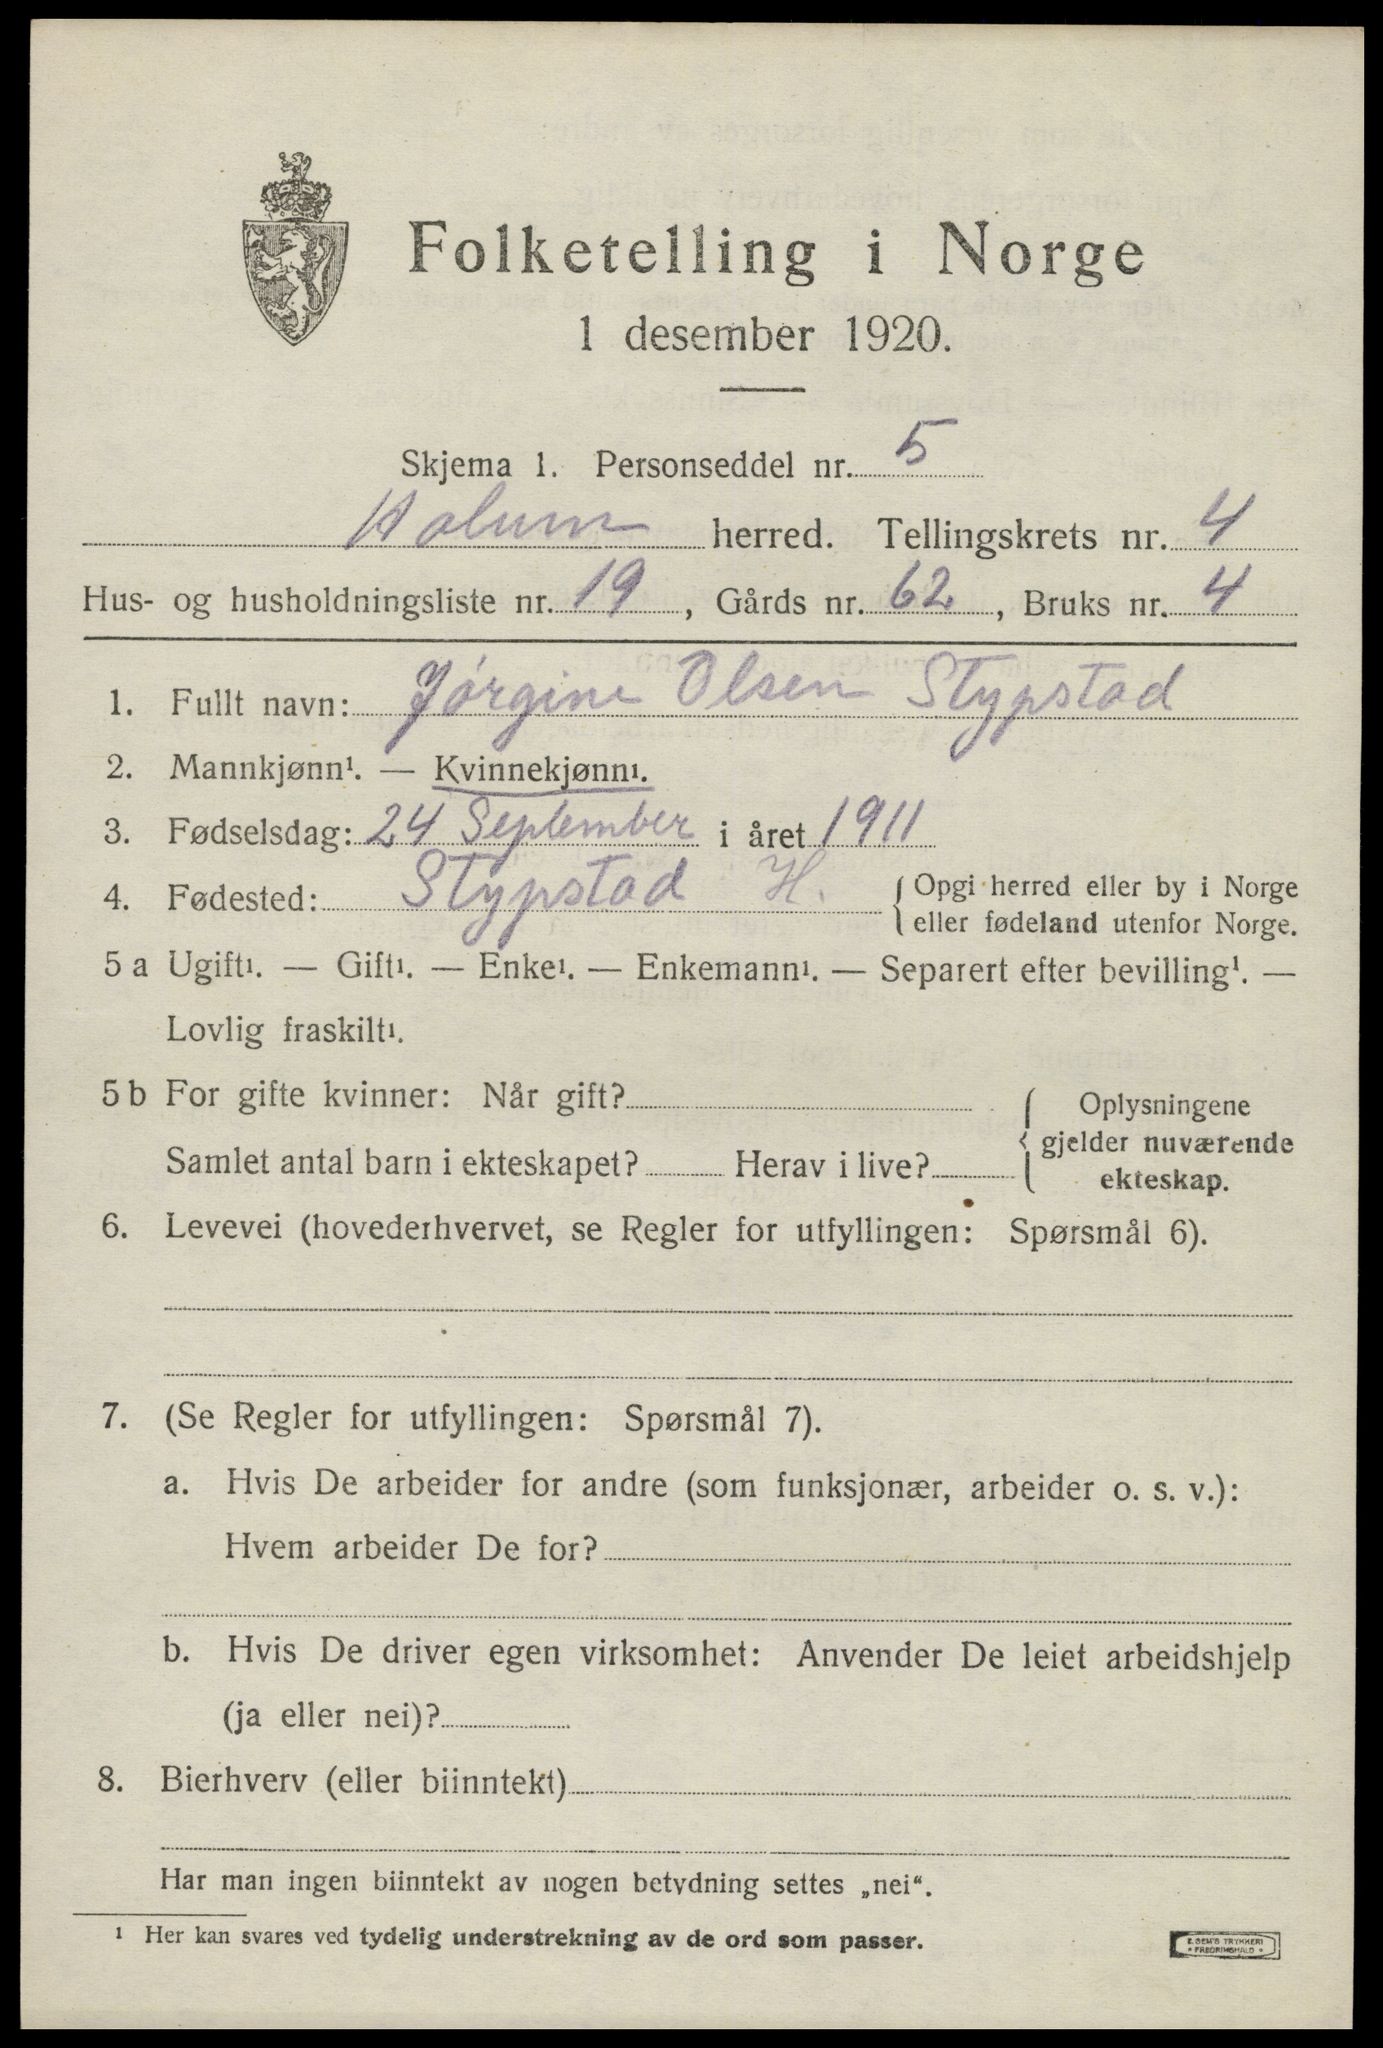 Folketelling i Norge
1 desember 1920.
Skjema 1. Personseddel nr. 5
Holum herred. Tellingskrets nr. 4
Hus- og husholdningsliste nr. 19, Gårds nr. 62, Bruks nr. 4
1. Fullt navn: Jørgine Olsen Stypstad
2. Mannkjønn¹. — Kvinnekjønn¹.
3. Fødselsdag: 24 September i året 1911
4. Fødested: Stypstad H. { Opgi herred eller by i Norge
eller fødeland utenfor Norge.
5 a Ugift¹. — Gift¹. — Enke¹. — Enkemann¹. — Separert efter bevilling¹. —
Lovlig fraskilt¹.
5 b For gifte kvinner: Når gift?
Samlet antal barn i ekteskapet? Herav i live?
{ Oplysningene
gjelder nuværende
ekteskap.
6. Levevei (hovederhvervet, se Regler for utfyllingen: Spørsmål 6).
7. (Se Regler for utfyllingen: Spørsmål 7).
a. Hvis De arbeider for andre (som funksjonær, arbeider o. s. v.):
Hvem arbeider De for?
b. Hvis De driver egen virksomhet: Anvender De leiet arbeidshjelp
(ja eller nei)?
8. Bierhverv (eller biinntekt)
Har man ingen biinntekt av nogen betydning settes „nei“.
¹ Her kan svares ved tydelig understrekning av de ord som passer.
E. SEM'S TRYKKERI
* FREDRIKSHALD *